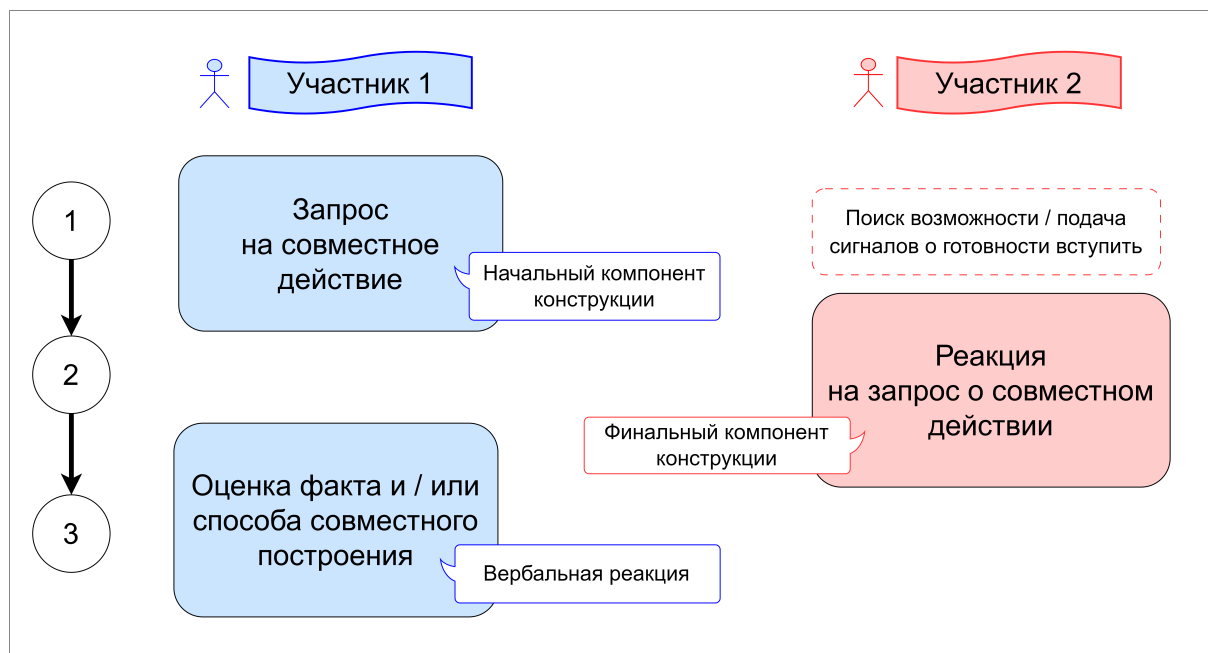 Участник 1
Участник 2
1
Запрос
на совместное
действие
Начальный компонент
конструкции
Поиск возможности / подача
сигналов о готовности вступить
2
Реакция
на запрос о совместном
действии
Финальный компонент
конструкции
3
Оценка факта и / или
способа совместного
построения
Вербальная реакция